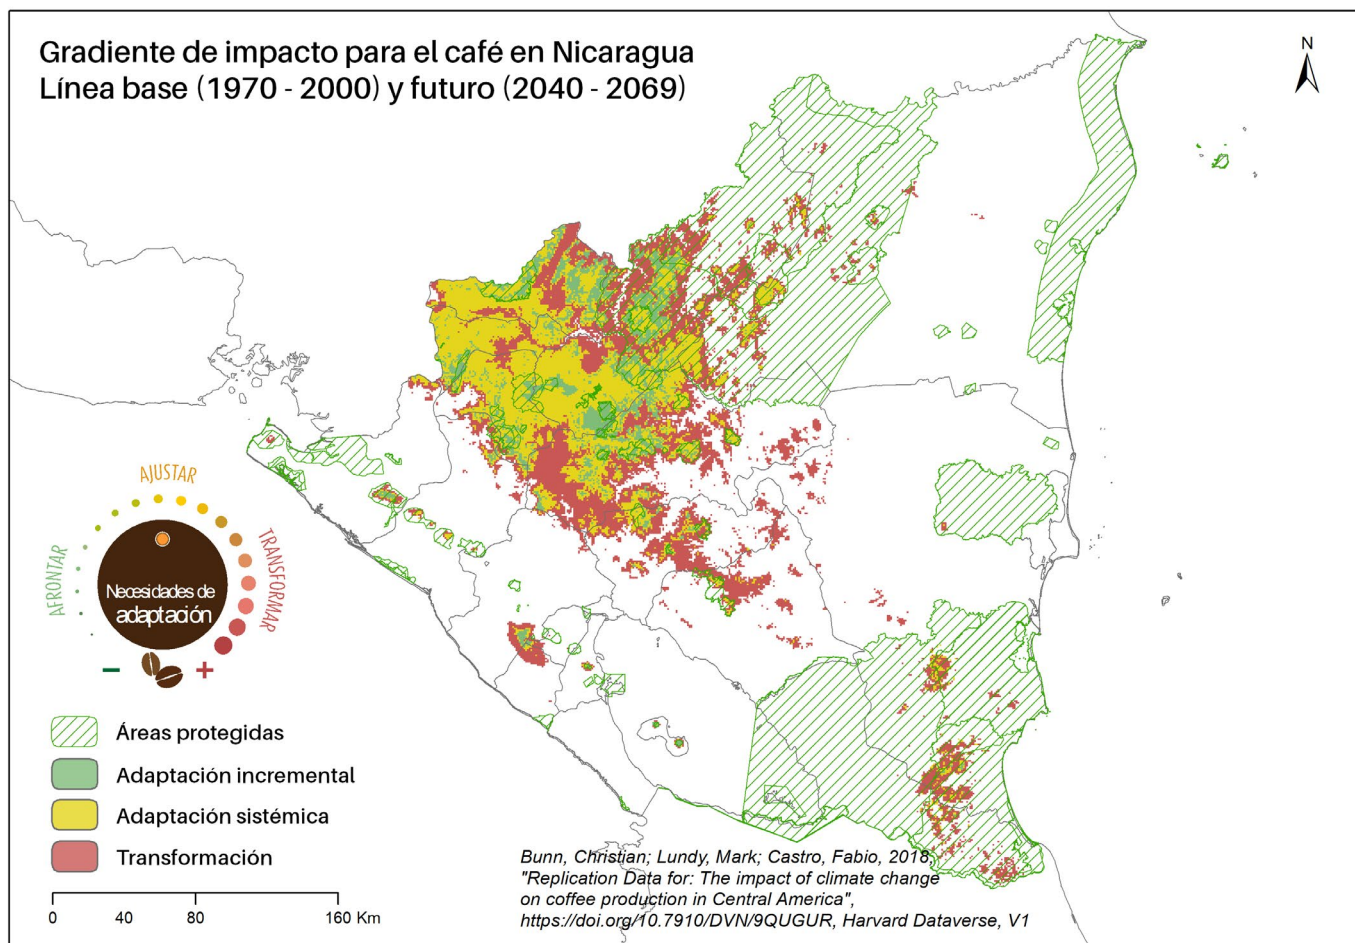 Gradiente de impacto para el café en Nicaragua
Línea base (1970 - 2000) y futuro (2040 - 2069)
N
AFRONTAR
AJUSTAR
TRANSFORMAR
Necesidades de
adaptación
Áreas protegidas
Adaptación incremental
Adaptación sistémica
Transformación
0 40 80 160 Km
Bunn, Christian; Lundy, Mark; Castro, Fabio, 2018,
"Replication Data for: The impact of climate change
on coffee production in Central America",
https://doi.org/10.7910/DVN/9QUGUR, Harvard Dataverse, V1